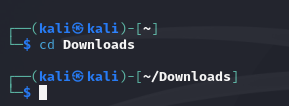 ┌──(kali㉿kali)-[~]
└─$ cd Downloads
┌──(kali㉿kali)-[~/Downloads]
└─$